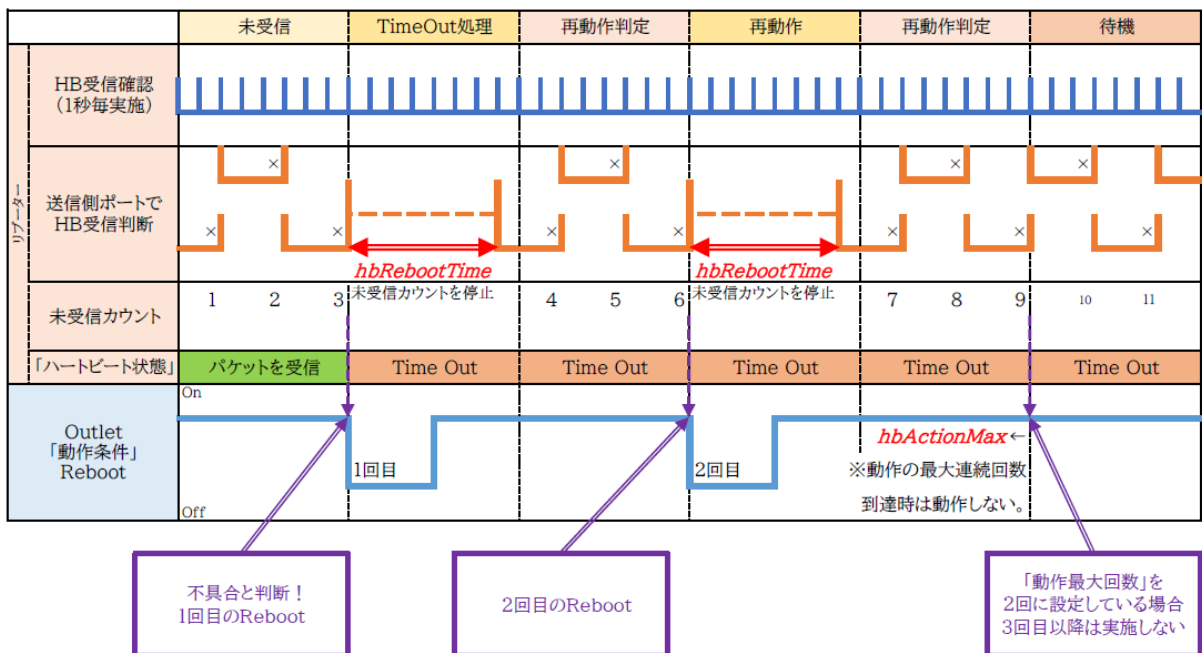 未受信 TimeOut処理 再動作判定 再動作 再動作判定 待機
リブーター
HB受信確認
(1秒毎実施)
送信側ポートで
HB受信判断
× × × × × × × × × × ×
hbRebootTime hbRebootTime
未受信カウント
1 2 3 未受信カウントを停止 4 5 6 未受信カウントを停止 7 8 9 10 11
「ハートビート状態」 パケットを受信 Time Out Time Out Time Out Time Out Time Out
Outlet
「動作条件」
Reboot
On
Off
1回目
2回目
hbActionMax←
※動作の最大連続回数
到達時は動作しない。
不具合と判断！
1回目のReboot
2回目のReboot
「動作最大回数」を
2回に設定している場合
3回目以降は実施しない